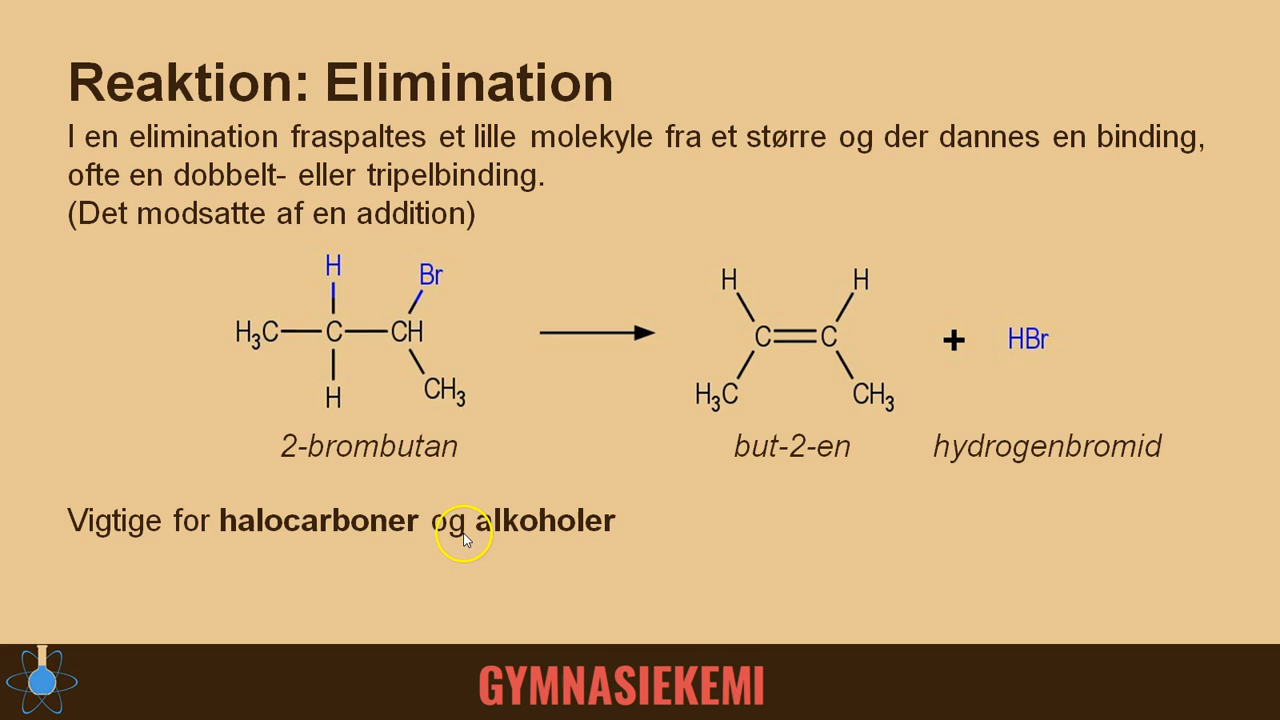 Reaktion: Elimination
I en elimination fraspaltes et lille molekyle fra et større og der dannes en binding,
ofte en dobbelt- eller tripelbinding.
(Det modsatte af en addition)
H Br H H
H₃C C CH C C + HBr
H CH₃ H₃C CH₃
2-brombutan but-2-en hydrogenbromid
Vigtige for halocarboner og alkoholer
GYMNASIEKEMI